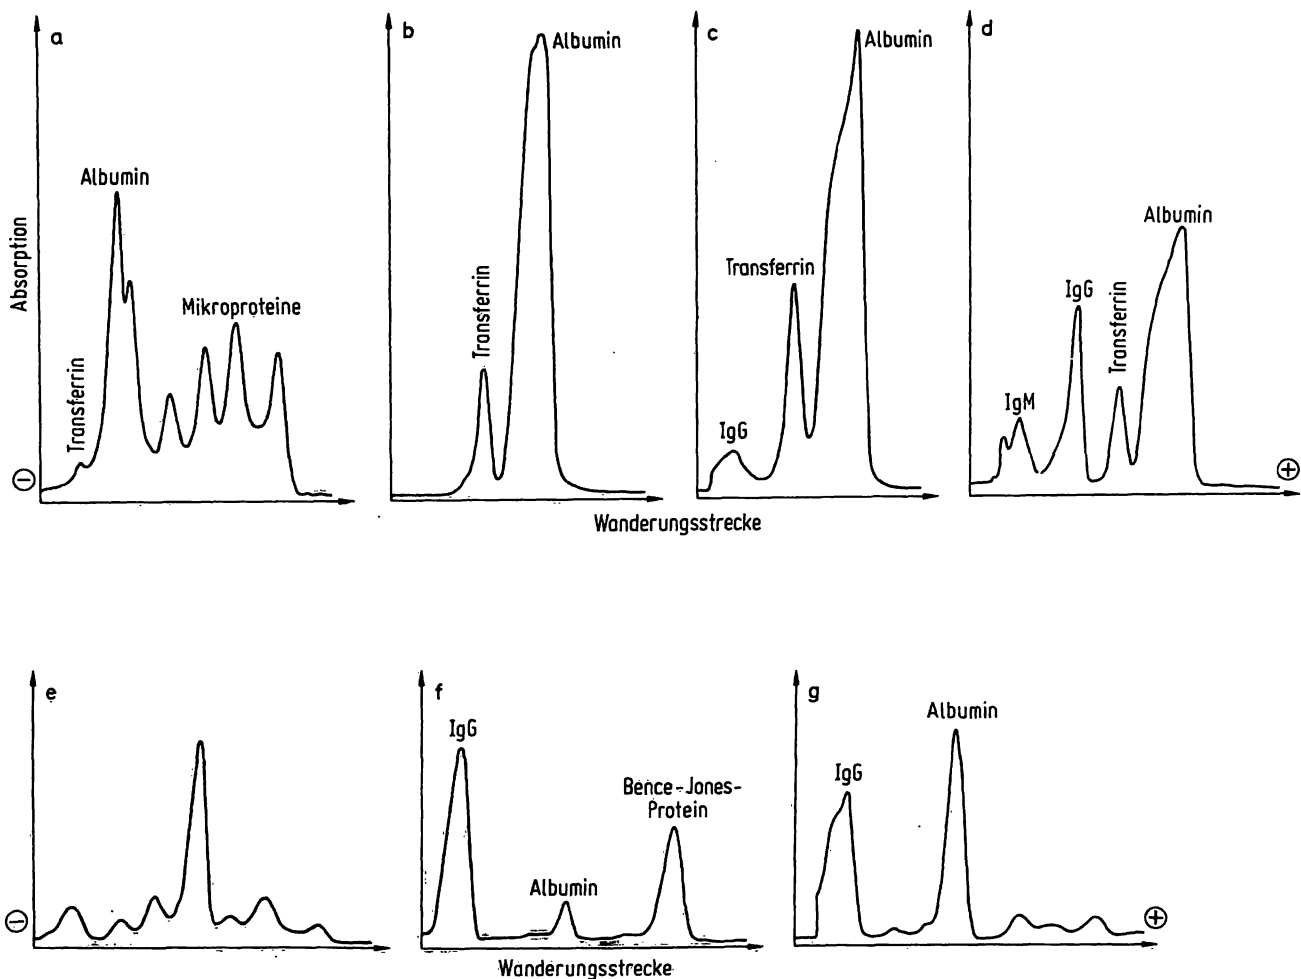 a
Albumin
Transferrin
Mikroproteine
Absorption
⊖
b
Albumin
Transferrin
c
Albumin
Transferrin
IgG
d
Albumin
IgG
Transferrin
IgM
⊕
Wanderungsstrecke
e
⊖
f
IgG
Albumin
Bence-Jones-
Protein
g
IgG
Albumin
⊕
Wanderungsstrecke